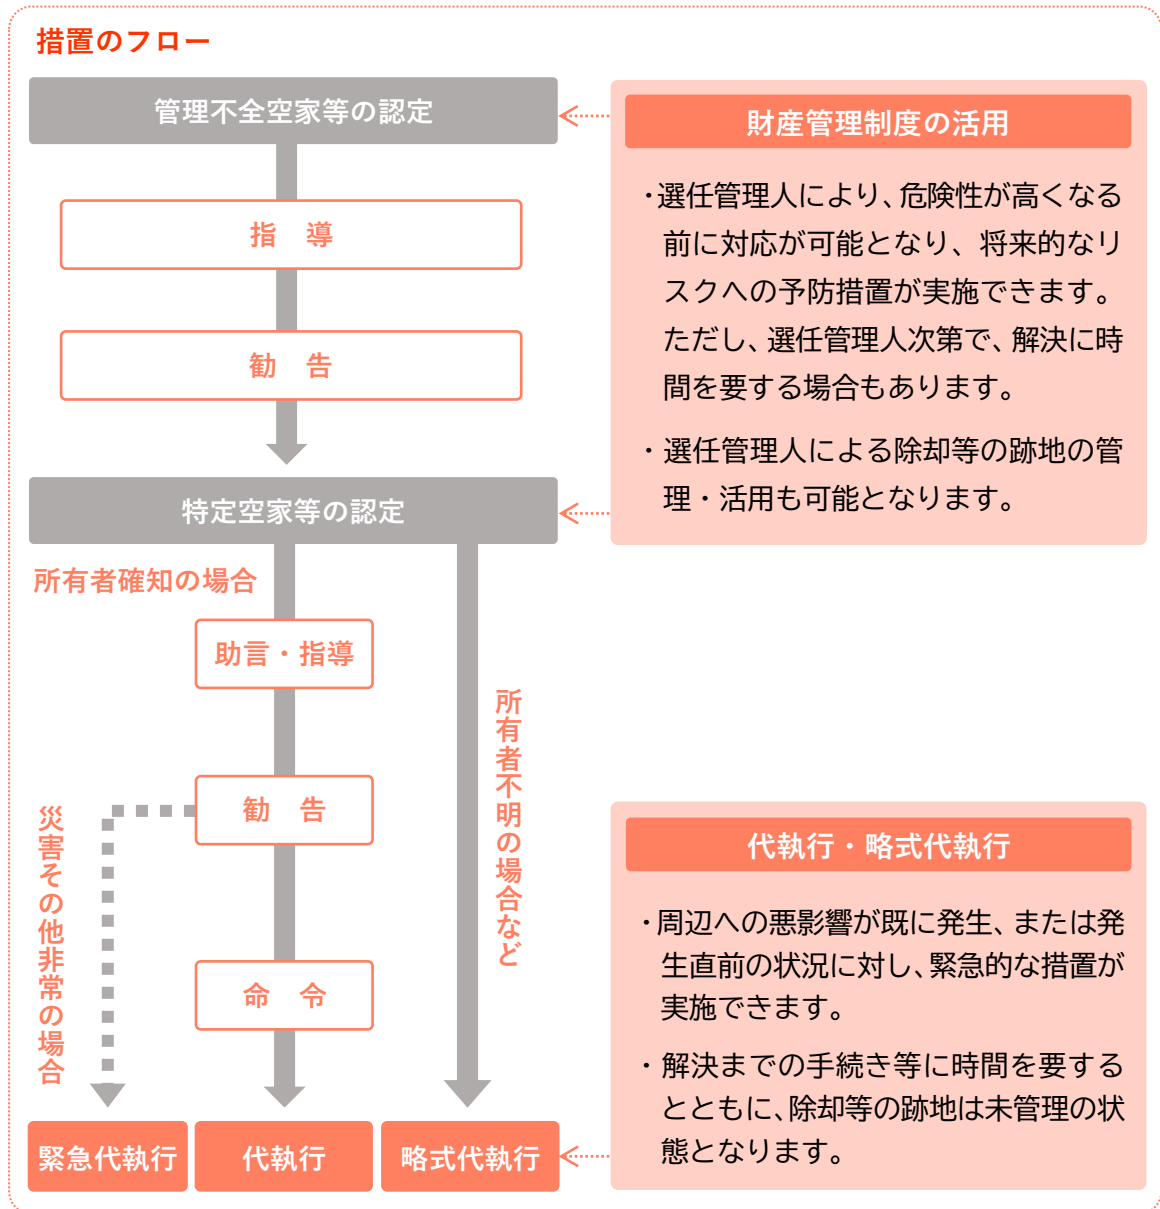 措置のフロー
管理不全空家等の認定
指　導
勧　告
特定空家等の認定
所有者確知の場合
助言・指導
勧　告
命　令
災害その他非常の場合
所有者不明の場合など
緊急代執行
代執行
略式代執行
財産管理制度の活用
・選任管理人により、危険性が高くなる
前に対応が可能となり、将来的なリ
スクへの予防措置が実施できます。
ただし、選任管理人次第で、解決に時
間を要する場合もあります。
・選任管理人による除却等の跡地の管
理・活用も可能となります。
代執行・略式代執行
・周辺への悪影響が既に発生、または発
生直前の状況に対し、緊急的な措置が
実施できます。
・解決までの手続き等に時間を要する
とともに、除却等の跡地は未管理の状
態となります。